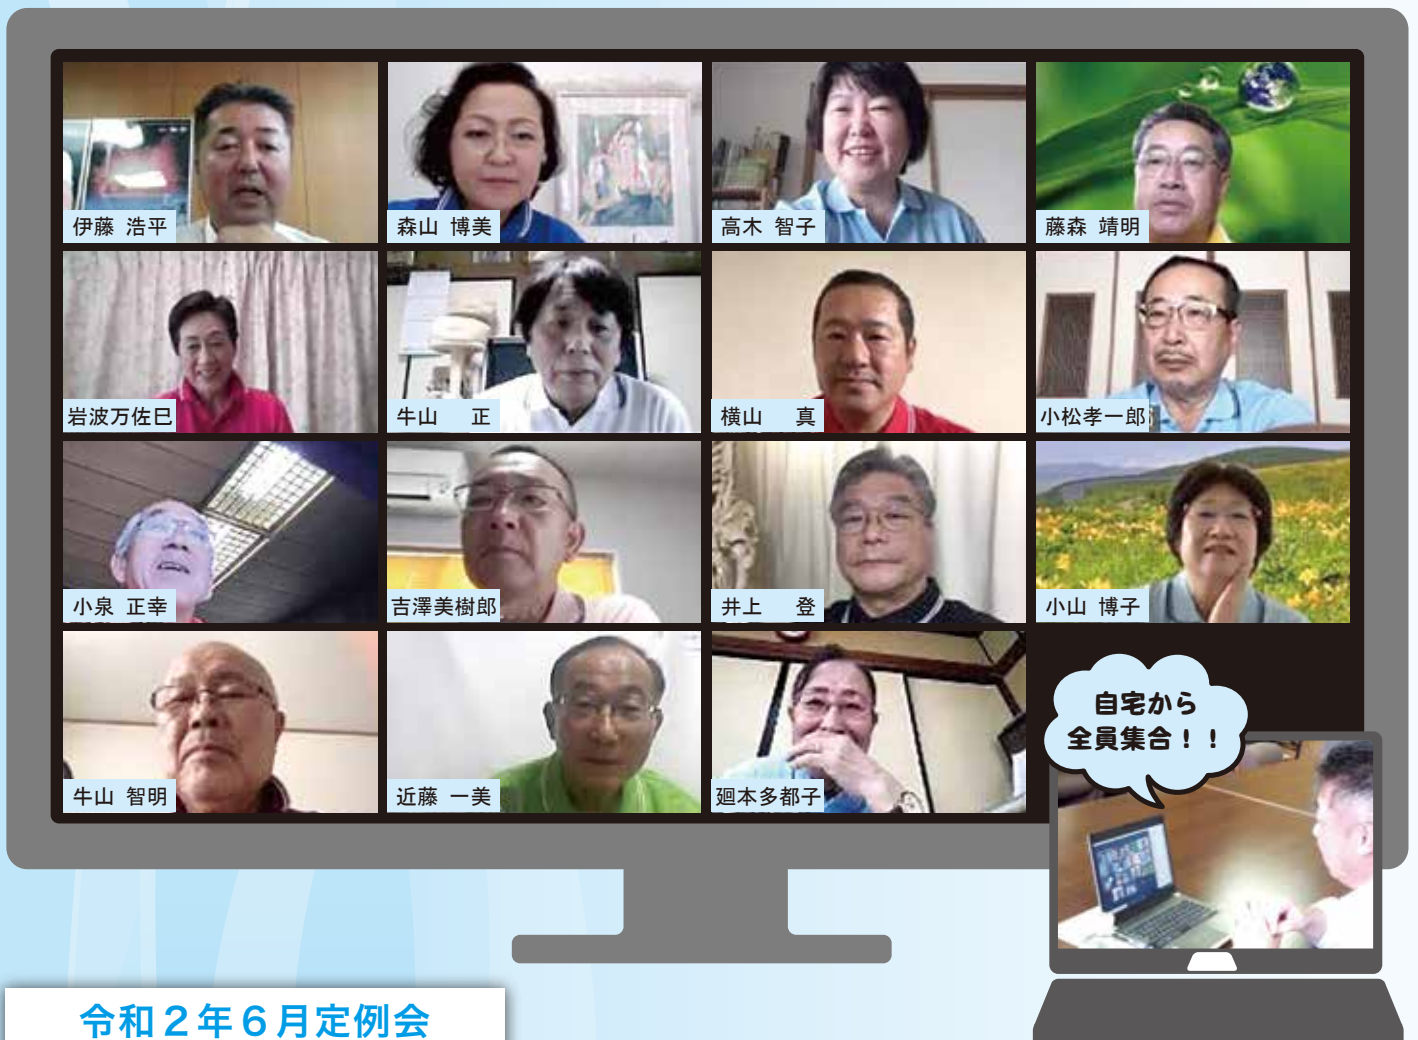 伊藤 浩平
森山 博美
高木 智子
藤森 靖明
岩波万佐巳
牛山 正
横山 真
小松孝一郎
小泉 正幸
吉澤美樹郎
井上 登
小山 博子
牛山 智明
近藤 一美
廻本多都子
自宅から
全員集合！！
令和２年６月定例会